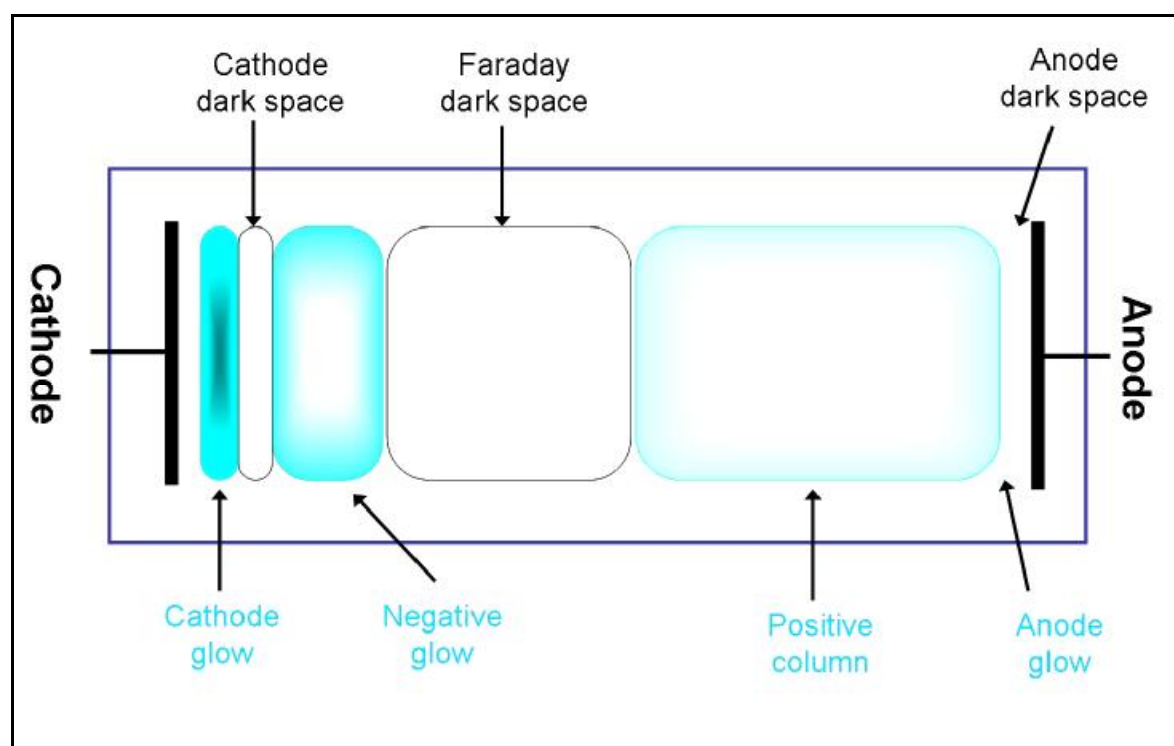 Cathode
dark space
Faraday
dark space
Anode
dark space
Cathode
Anode
Cathode
glow
Negative
glow
Positive
column
Anode
glow